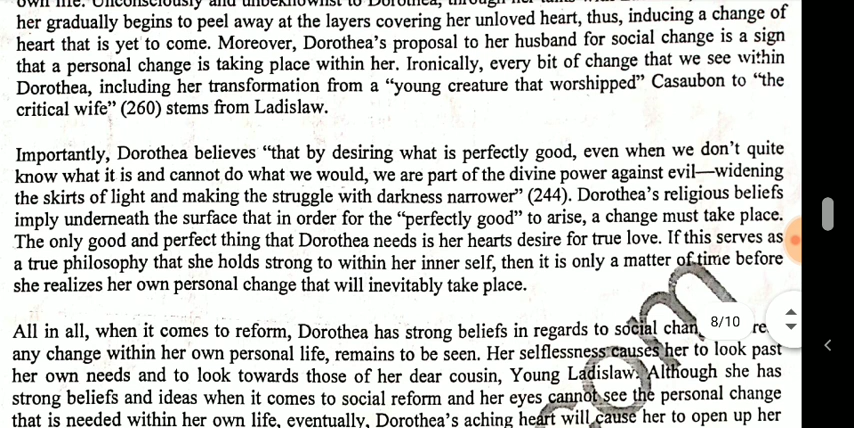 her gradually begins to peel away at the layers covering her unloved heart, thus, inducing a change of
heart that is yet to come. Moreover, Dorothea's proposal to her husband for social change is a sign
that a personal change is taking place within her. Ironically, every bit of change that we see within
Dorothea, including her transformation from a “young creature that worshipped” Casaubon to “the
critical wife” (260) stems from Ladislaw.
Importantly, Dorothea believes “that by desiring what is perfectly good, even when we don’t quite
know what it is and cannot do what we would, we are part of the divine power against evil—widening
the skirts of light and making the struggle with darkness narrower” (244). Dorothea’s religious beliefs
imply underneath the surface that in order for the “perfectly good” to arise, a change must take place.
The only good and perfect thing that Dorothea needs is her hearts desire for true love. If this serves as
a true philosophy that she holds strong to within her inner self, then it is only a matter of time before
she realizes her own personal change that will inevitably take place.
All in all, when it comes to reform, Dorothea has strong beliefs in regards to social chan 8/10 re
any change within her own personal life, remains to be seen. Her selflessness causes her to look past
her own needs and to look towards those of her dear cousin, Young Ladislaw. Although she has
strong beliefs and ideas when it comes to social reform and her eyes cannot see the personal change
that is needed within her own life, eventually, Dorothea’s aching heart will cause her to open up her
com